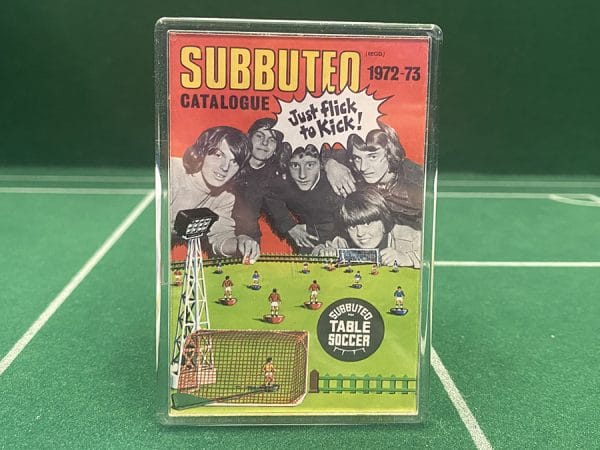 SUBBUTEO (REGD.)
CATALOGUE 1972-73
Just flick
to Kick!
SUBBUTEO
TABLE
SOCCER